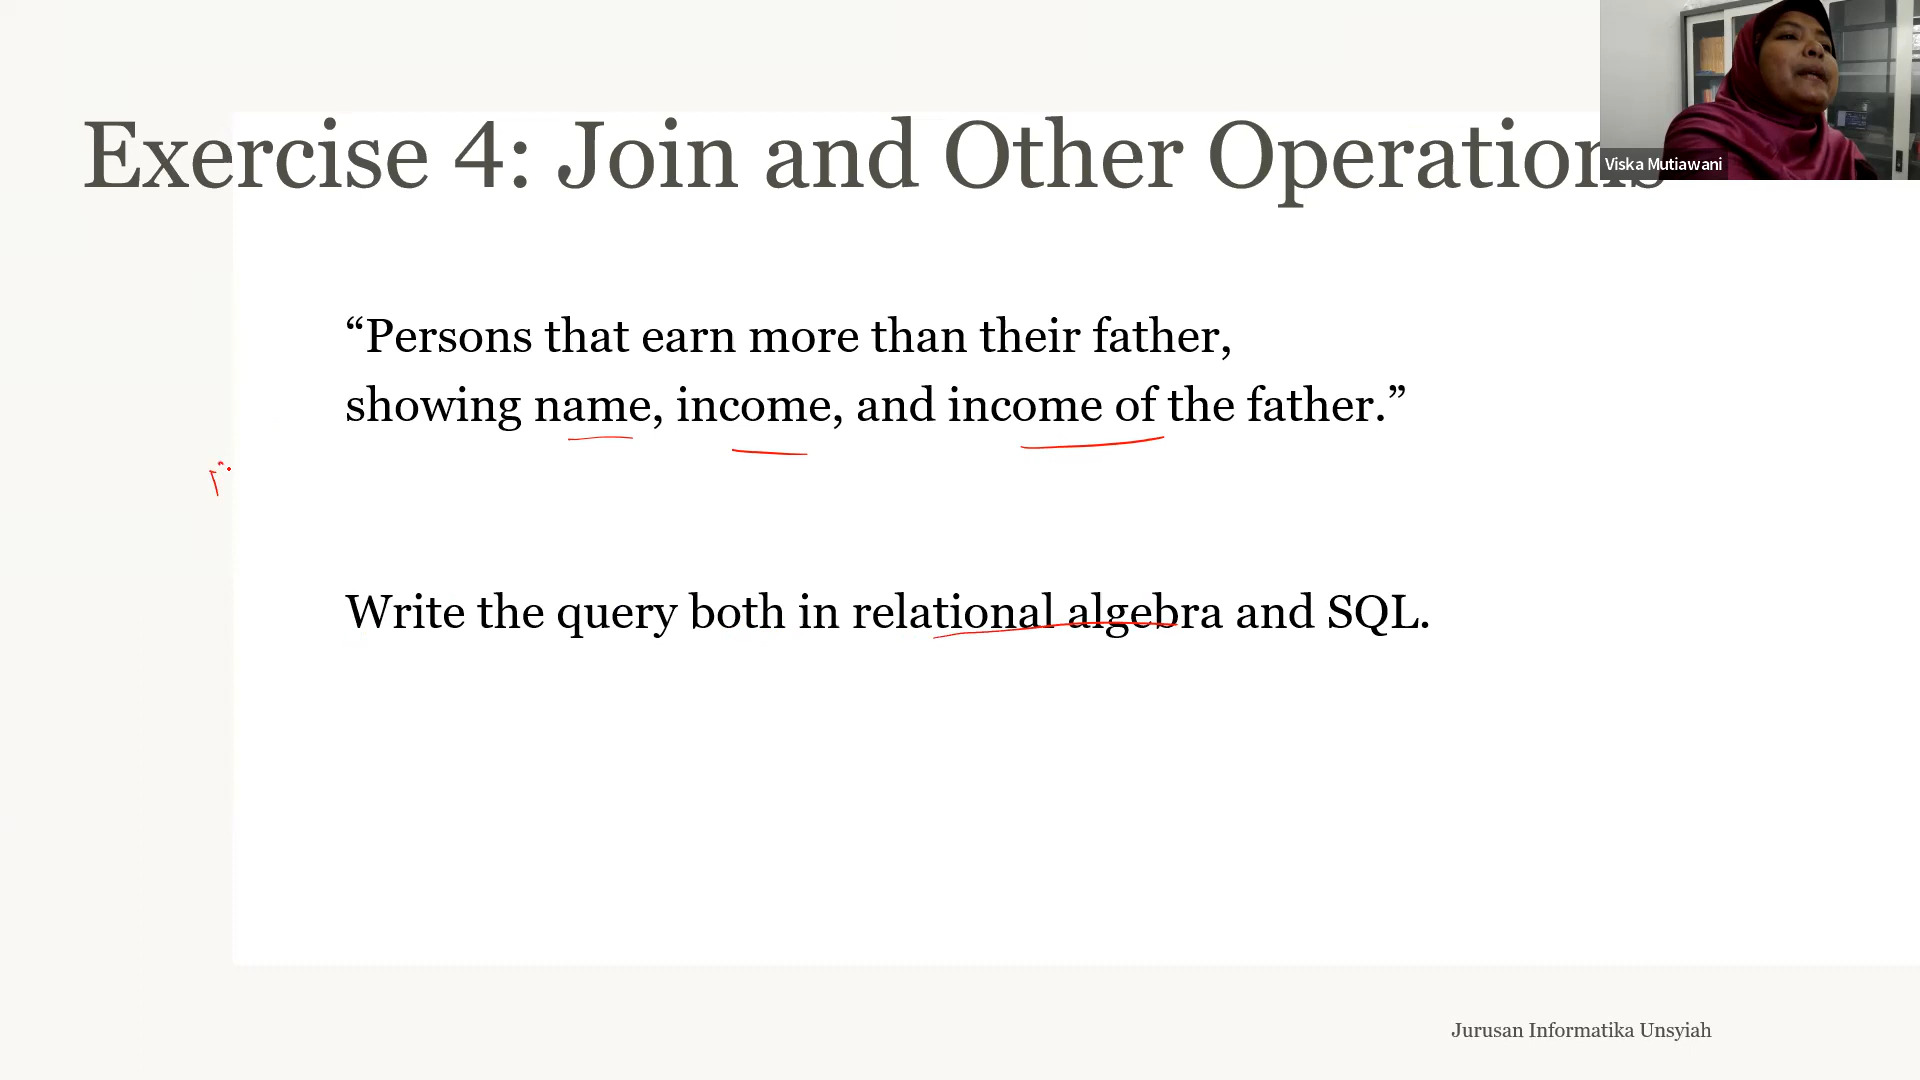 Exercise 4: Join and Other Operations
Viska Mutiawani
“Persons that earn more than their father,
showing name, income, and income of the father.”
Write the query both in relational algebra and SQL.
Jurusan Informatika Unsyiah